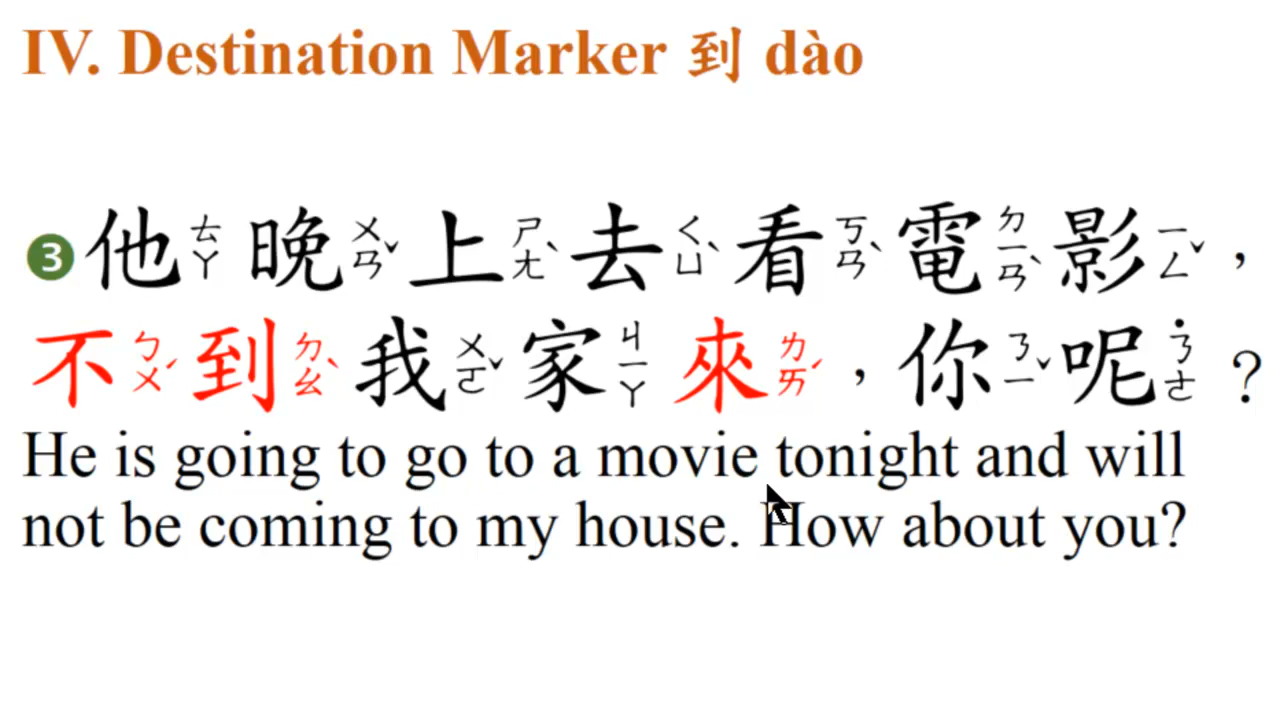 IV. Destination Marker 到 dào
❸他ㄊㄚ晚ㄨㄢˇ上ㄕㄤˋ去ㄑㄩˋ看ㄎㄢˋ電ㄉㄧㄢˋ影ㄧㄥˇ，
不ㄅㄨˊ到ㄉㄠˋ我ㄨㄛˇ家ㄐㄧㄚ來ㄌㄞˊ，你ㄋㄧˇ呢˙ㄋㄜ？
He is going to go to a movie tonight and will
not be coming to my house. How about you?